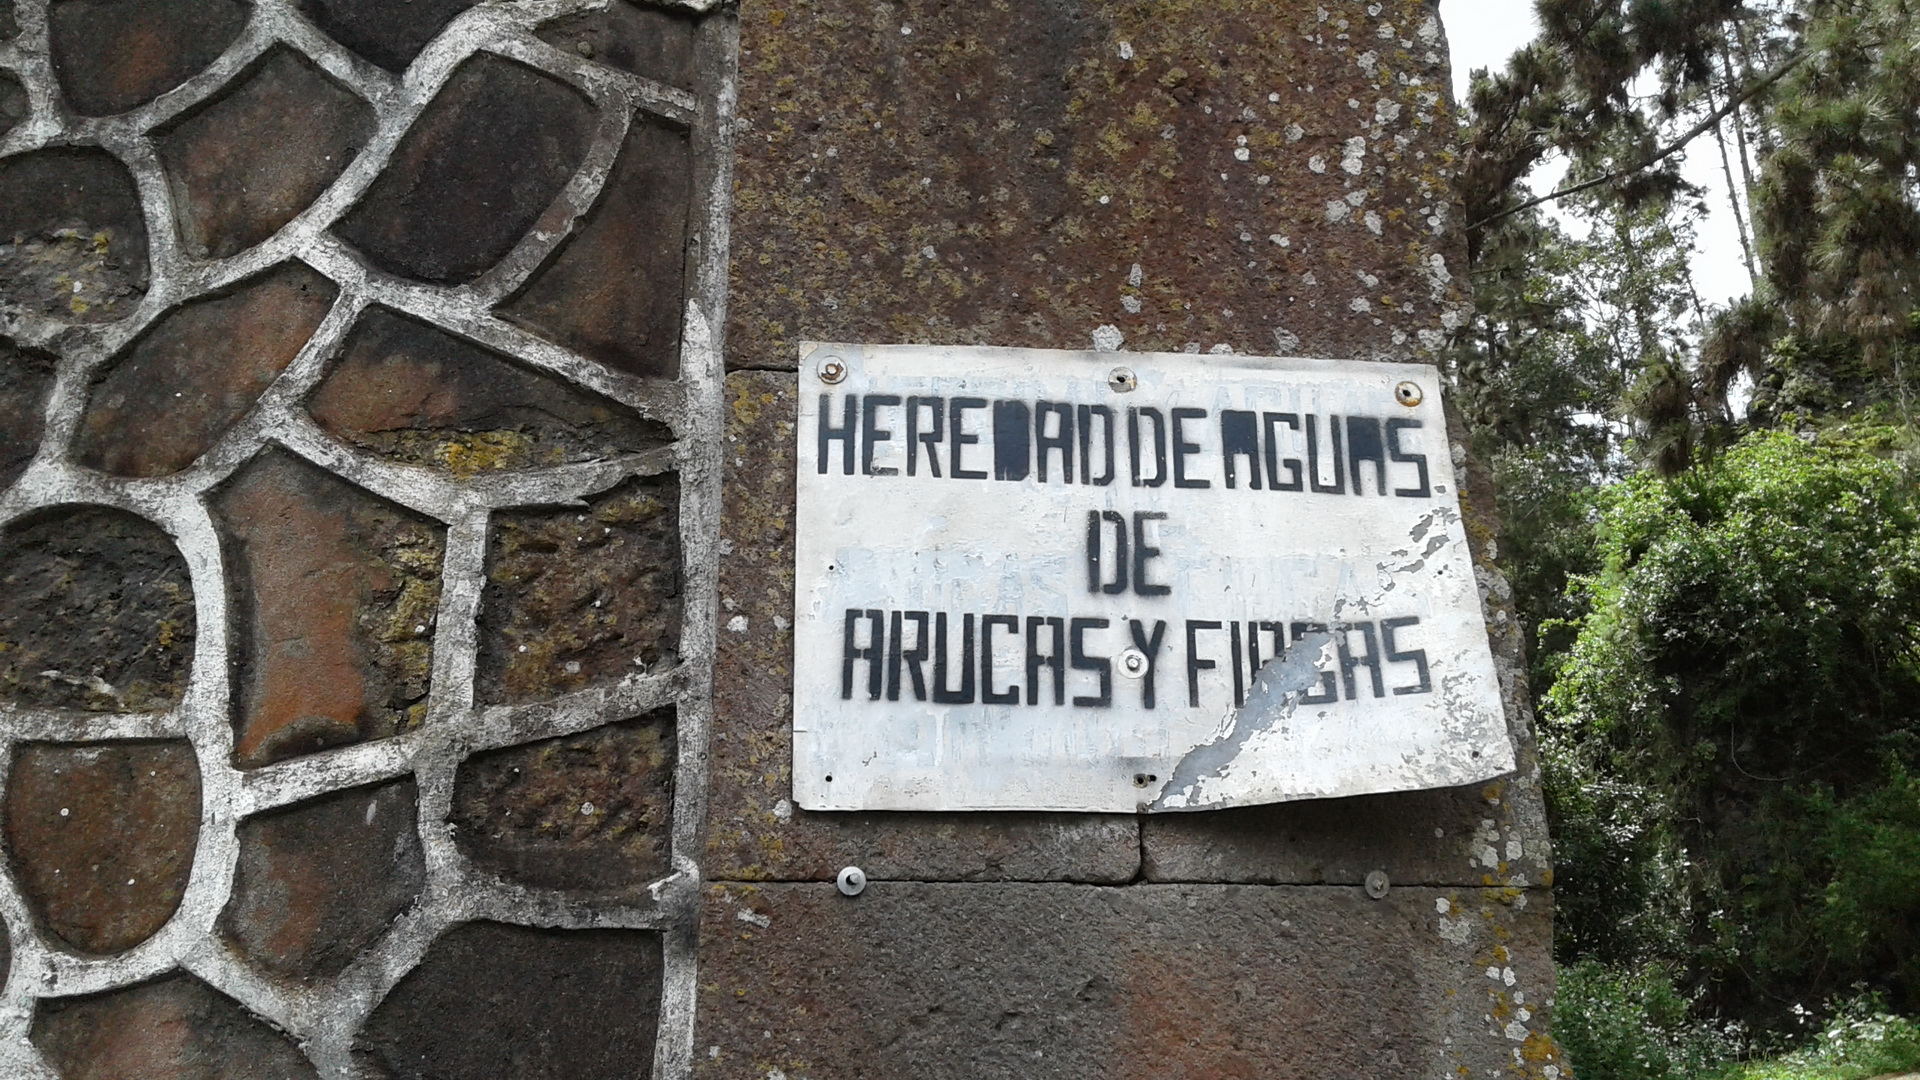 HEREDAD DE AGUAS
DE
ARUCAS Y FIRGAS